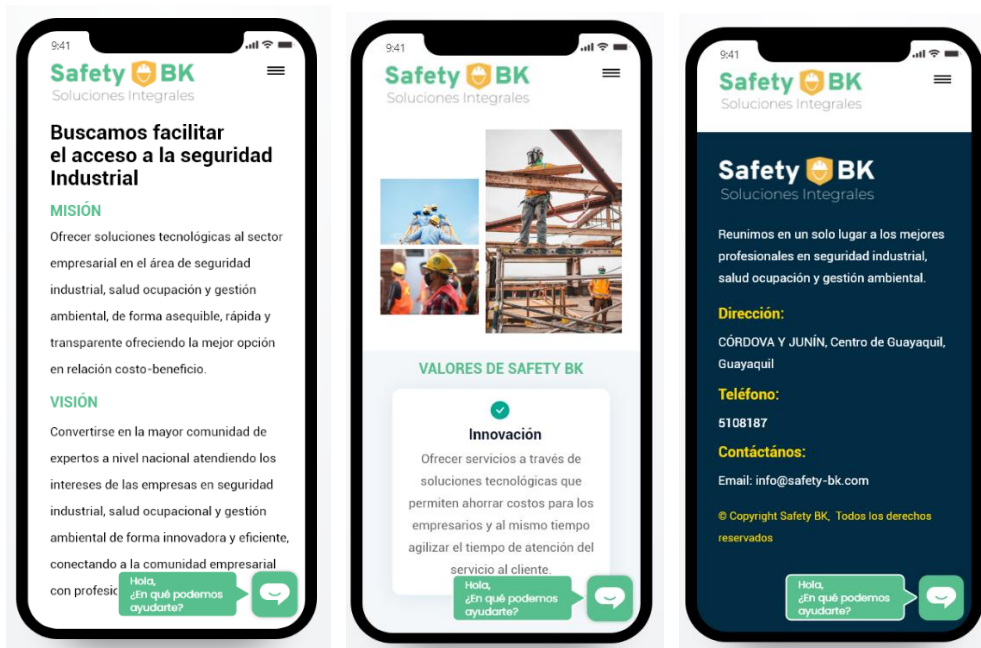 9:41
Safety BK
Soluciones Integrales
Buscamos facilitar
el acceso a la seguridad
Industrial
MISIÓN
Ofrecer soluciones tecnológicas al sector
empresarial en el área de seguridad
industrial, salud ocupación y gestión
ambiental, de forma asequible, rápida y
transparente ofreciendo la mejor opción
en relación costo-beneficio.
VISIÓN
Convertirse en la mayor comunidad de
expertos a nivel nacional atendiendo los
intereses de las empresas en seguridad
industrial, salud ocupacional y gestión
ambiental de forma innovadora y eficiente,
conectando a la comunidad empresarial
con
Hola,
¿En qué podemos
ayudarte?
9:41
Safety BK
Soluciones Integrales
VALORES DE SAFETY BK
Innovación
Ofrecer servicios a través de
soluciones tecnológicas que
permiten ahorrar costos para los
empresarios y al mismo tiempo
agilizar el tiempo de atención del
servicio al cliente.
Hola,
¿En qué podemos
ayudarte?
9:41
Safety BK
Soluciones Integrales
Safety BK
Soluciones Integrales
Reunimos en un solo lugar a los mejores
profesionales en seguridad industrial,
salud ocupación y gestión ambiental.
Dirección:
CÓRDOVA Y JUNÍN, Centro de Guayaquil,
Guayaquil
Teléfono:
5108187
Contáctános:
Email: info@safety-bk.com
© Copyright Safety BK, Todos los derechos
reservados
Hola,
¿En qué podemos
ayudarte?